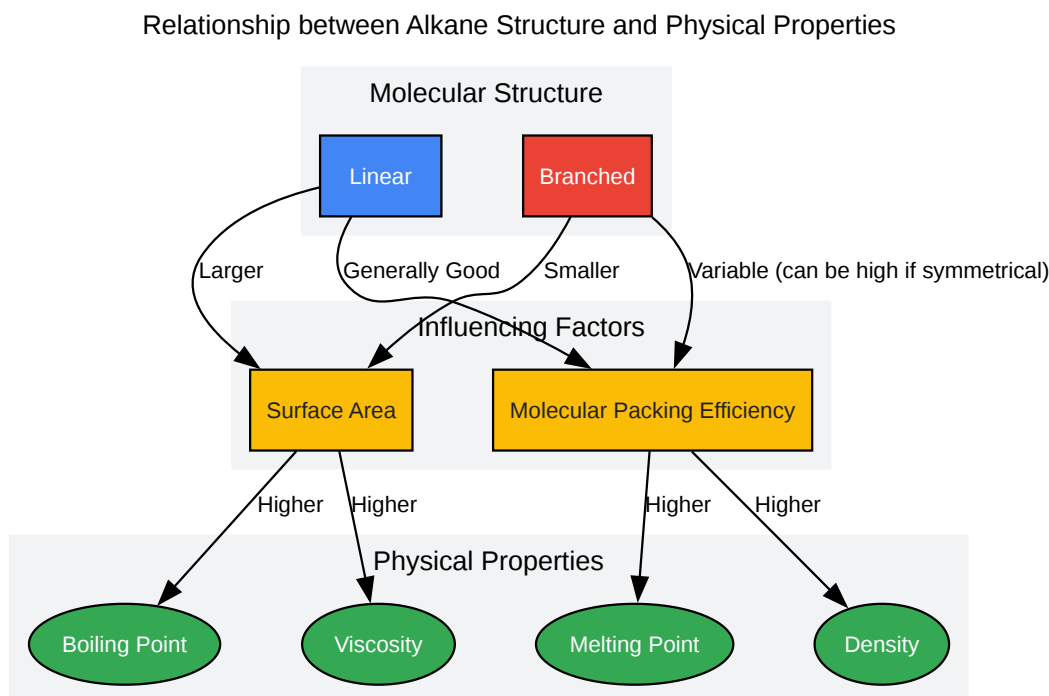 Relationship between Alkane Structure and Physical Properties
Molecular Structure
Linear
Branched
Larger
Generally Good
Smaller
Variable (can be high if symmetrical)
Influencing Factors
Surface Area
Molecular Packing Efficiency
Higher
Higher
Higher
Higher
Physical Properties
Boiling Point
Viscosity
Melting Point
Density